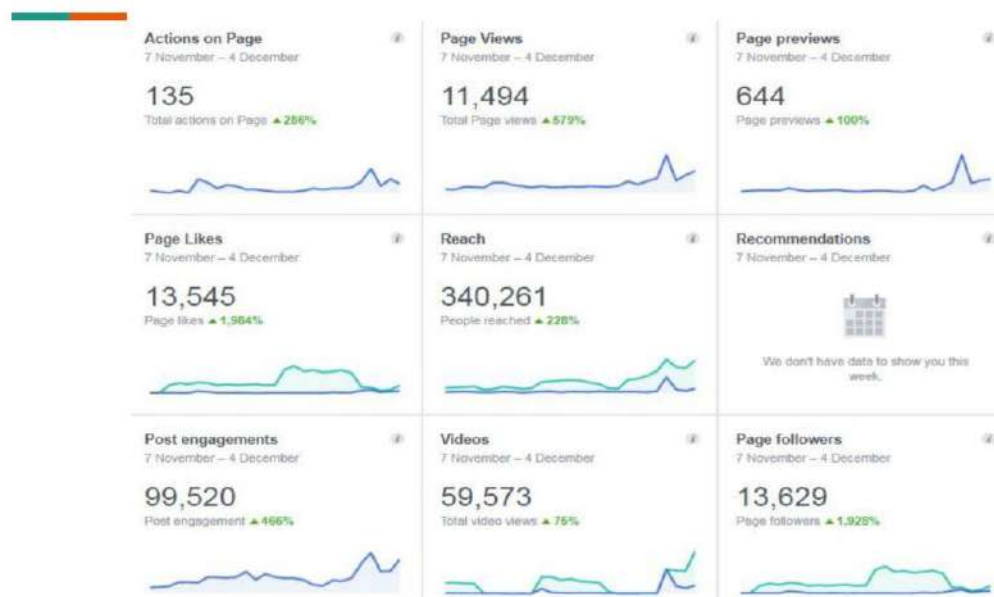 Actions on Page
7 November – 4 December
135
Total actions on Page ▲ 286%
Page Views
7 November – 4 December
11,494
Total Page views ▲ 579%
Page previews
7 November – 4 December
644
Page previews ▲ 100%
Page Likes
7 November – 4 December
13,545
Page likes ▲ 1,984%
Reach
7 November – 4 December
340,261
People reached ▲ 228%
Recommendations
7 November – 4 December
We don't have data to show you this
week.
Post engagements
7 November – 4 December
99,520
Post engagement ▲ 466%
Videos
7 November – 4 December
59,573
Total video views ▲ 75%
Page followers
7 November – 4 December
13,629
Page followers ▲ 1,928%